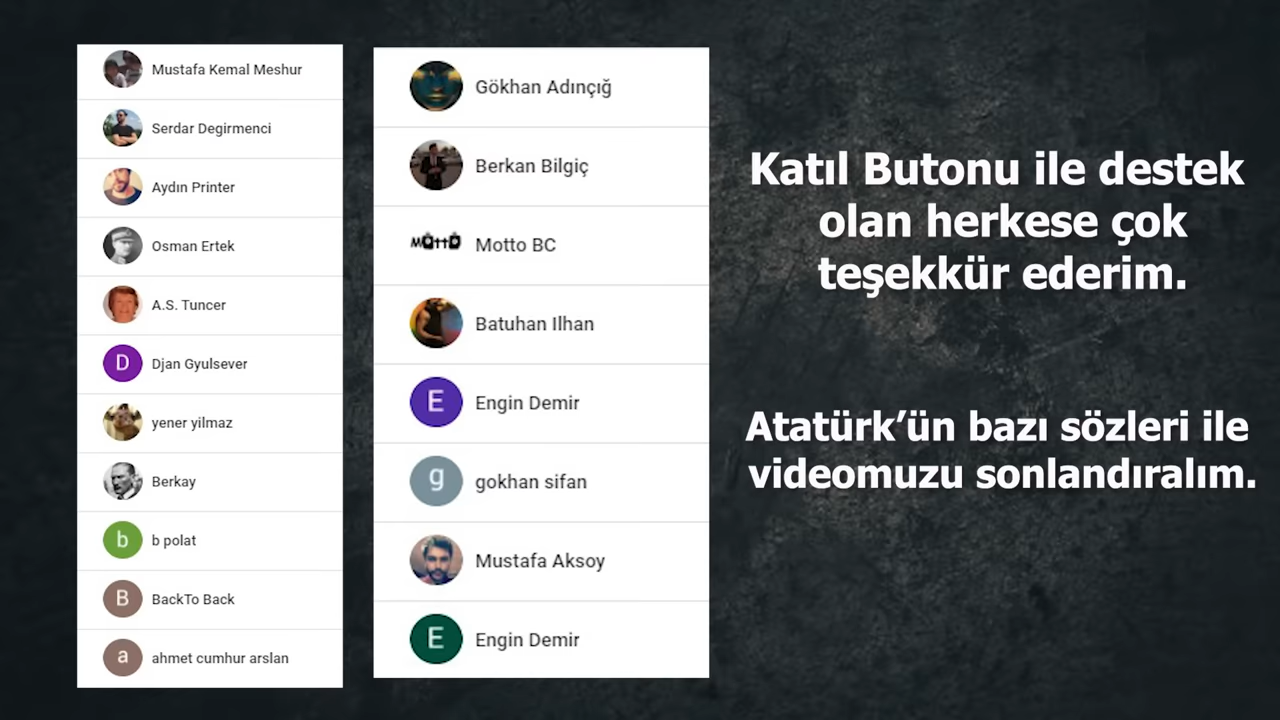 Mustafa Kemal Meshur
Serdar Degirmenci
Aydın Printer
Osman Ertek
A.S. Tuncer
D
Djan Gyulsever
yener yilmaz
Berkay
b
b polat
B
BackTo Back
a
ahmet cumhur arslan
Gökhan Adınçığ
Berkan Bilgiç
MOTTO
Motto BC
Batuhan Ilhan
E
Engin Demir
g
gokhan sifan
Mustafa Aksoy
E
Engin Demir
Katıl Butonu ile destek
olan herkese çok
teşekkür ederim.
Atatürk’ün bazı sözleri ile
videomuzu sonlandıralım.